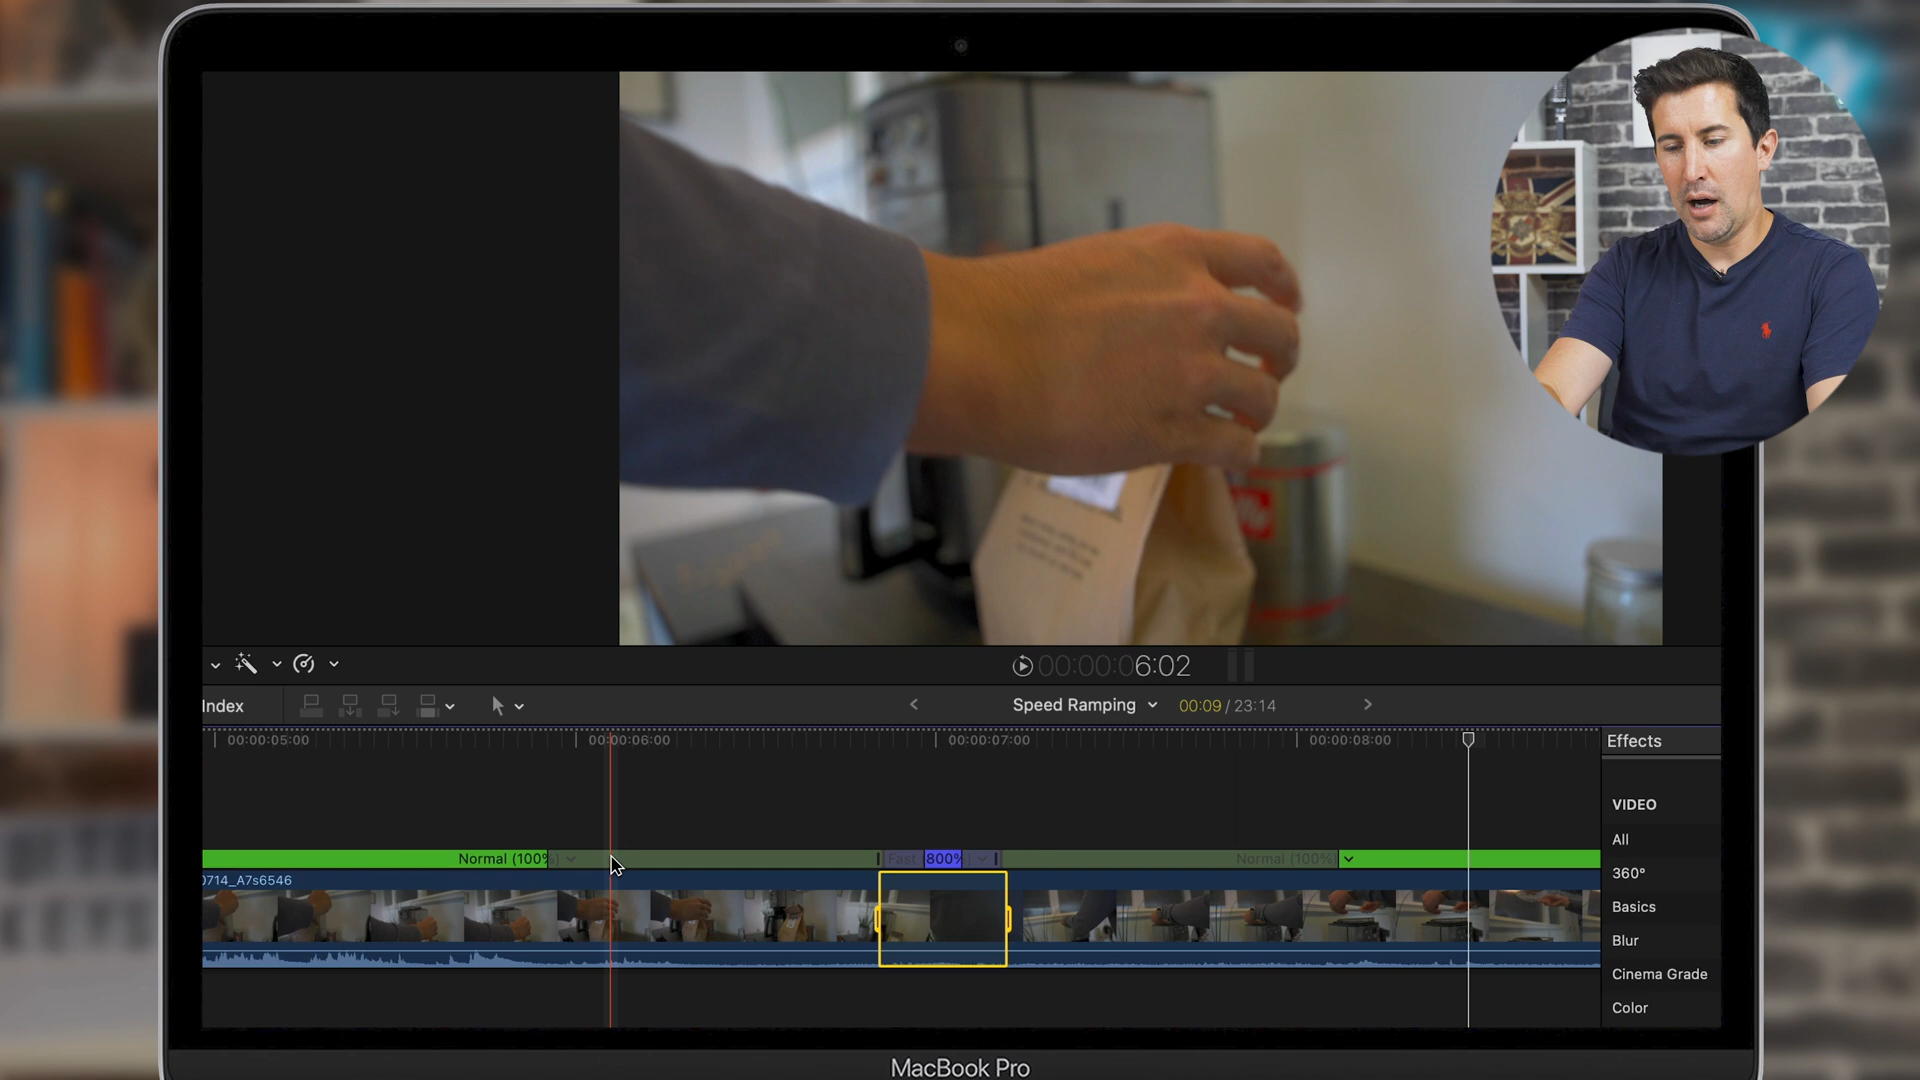 00:00:06:02
Index
Speed Ramping
00:09 / 23:14
00:00:05:00
00:00:06:00
00:00:07:00
00:00:08:00
Effects
VIDEO
All
360°
Basics
Blur
Cinema Grade
Color
Normal (100%)
Fast (800%)
Normal (100%)
0714_A7s6546
MacBook Pro